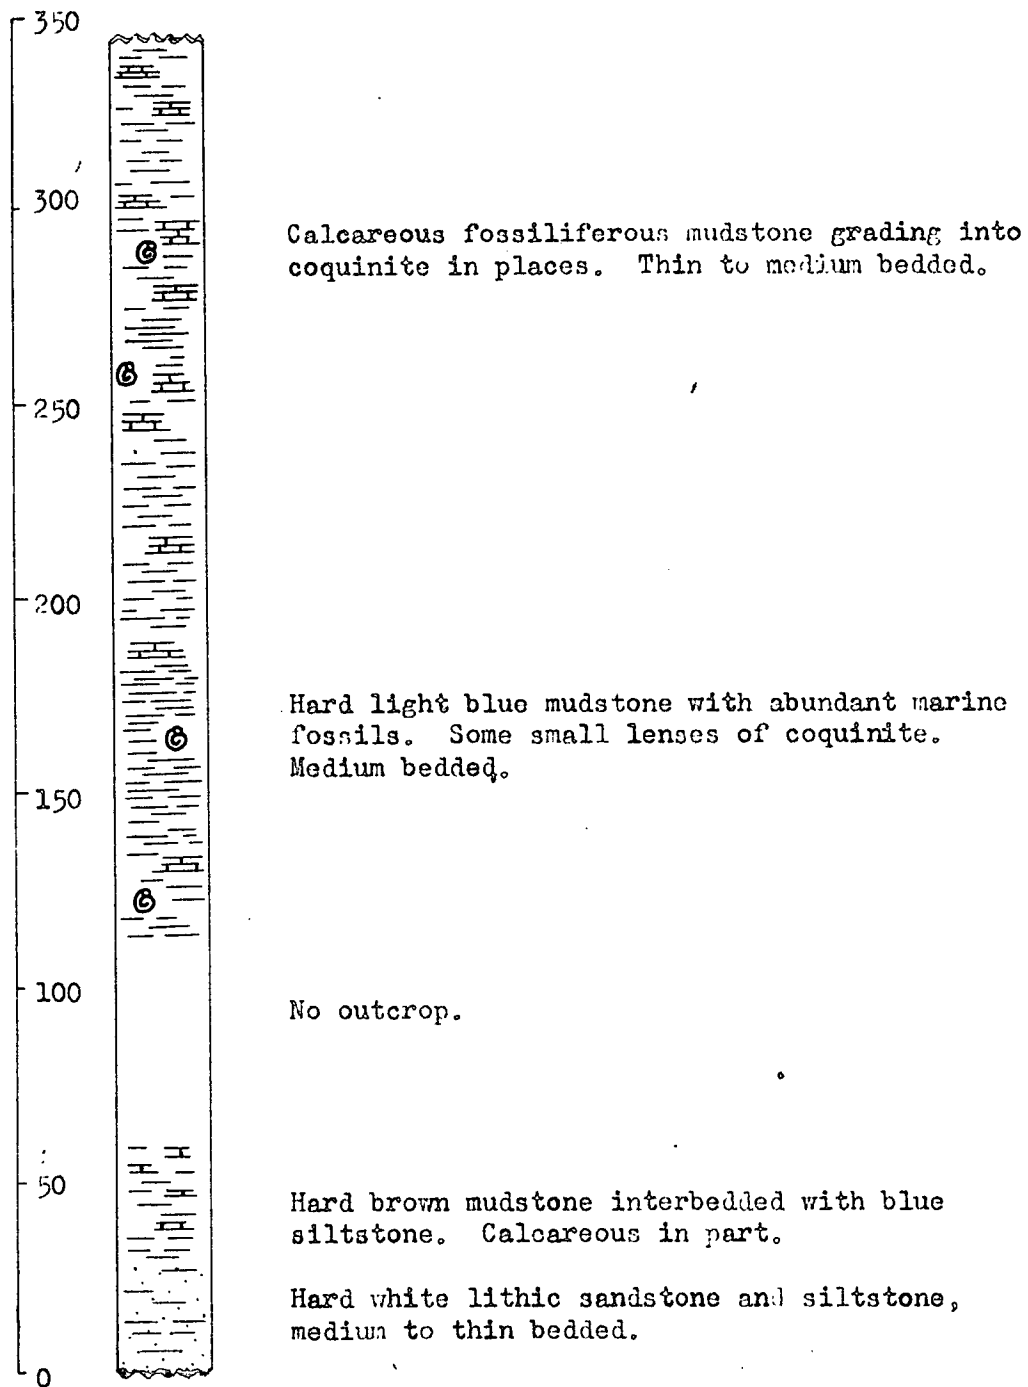 350
300
Calcareous fossiliferous mudstone grading into
coquinite in places. Thin to medium bedded.
250
200
Hard light blue mudstone with abundant marine
fossils. Some small lenses of coquinite.
Medium bedded.
150
100
No outcrop.
50
Hard brown mudstone interbedded with blue
siltstone. Calcareous in part.
Hard white lithic sandstone and siltstone,
medium to thin bedded.
0